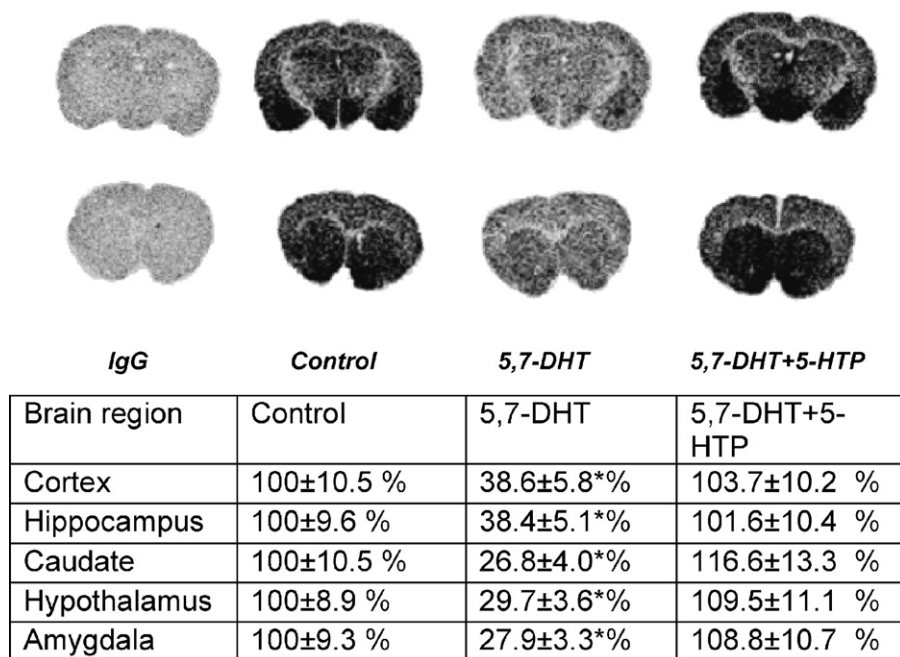 IgG Control 5,7-DHT 5,7-DHT+5-HTP
Brain region Control 5,7-DHT 5,7-DHT+5-
HTP
Cortex 100±10.5 % 38.6±5.8*% 103.7±10.2 %
Hippocampus 100±9.6 % 38.4±5.1*% 101.6±10.4 %
Caudate 100±10.5 % 26.8±4.0*% 116.6±13.3 %
Hypothalamus 100±8.9 % 29.7±3.6*% 109.5±11.1 %
Amygdala 100±9.3 % 27.9±3.3*% 108.8±10.7 %